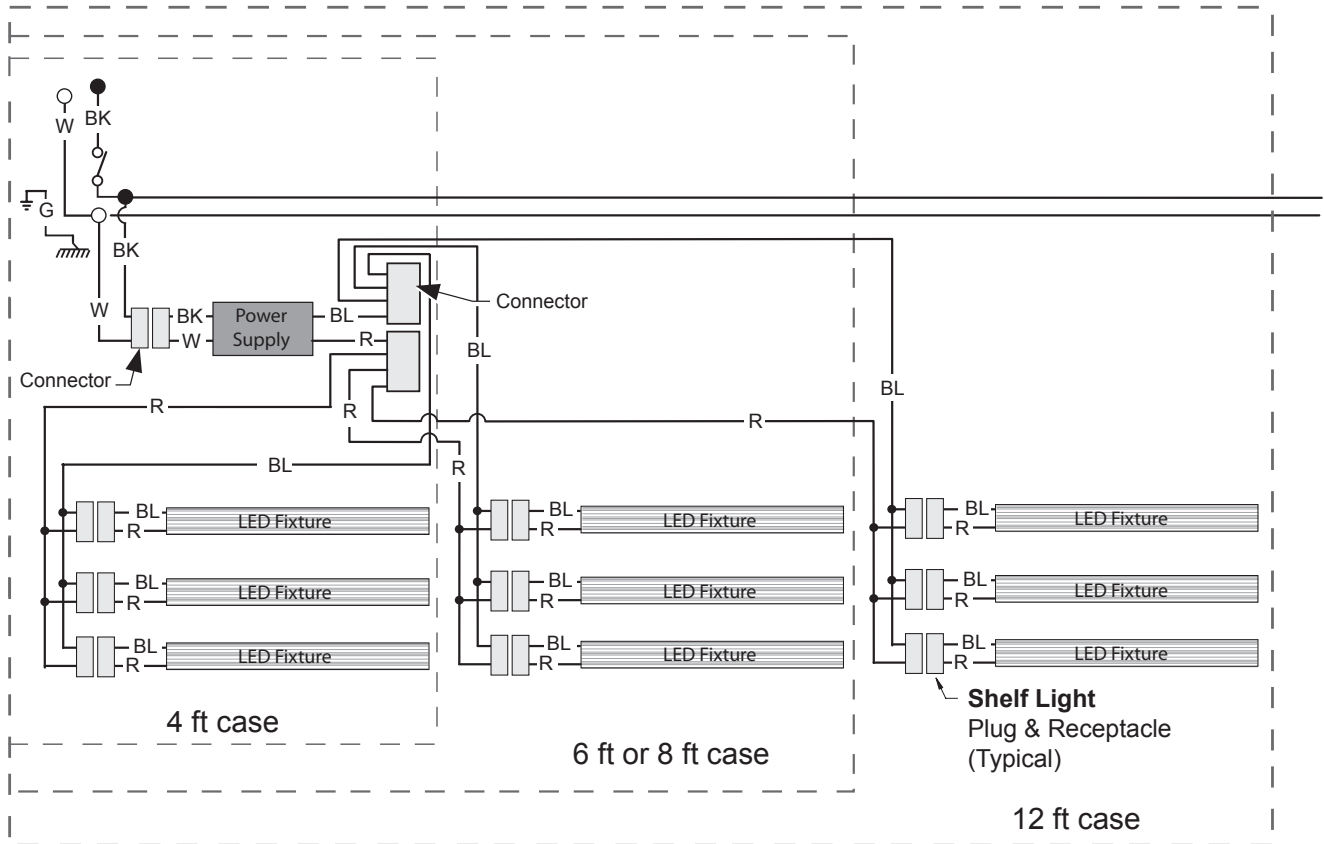 W
BK
G
BK
W
BK
W
Power
Supply
BL
R
Connector
Connector
BL
BL
R
R
R
BL
R
BL
R
LED Fixture
BL
R
LED Fixture
BL
R
LED Fixture
BL
R
LED Fixture
BL
R
LED Fixture
BL
R
LED Fixture
BL
R
LED Fixture
BL
R
LED Fixture
BL
R
LED Fixture
4 ft case
6 ft or 8 ft case
Shelf Light
Plug & Receptacle
(Typical)
12 ft case